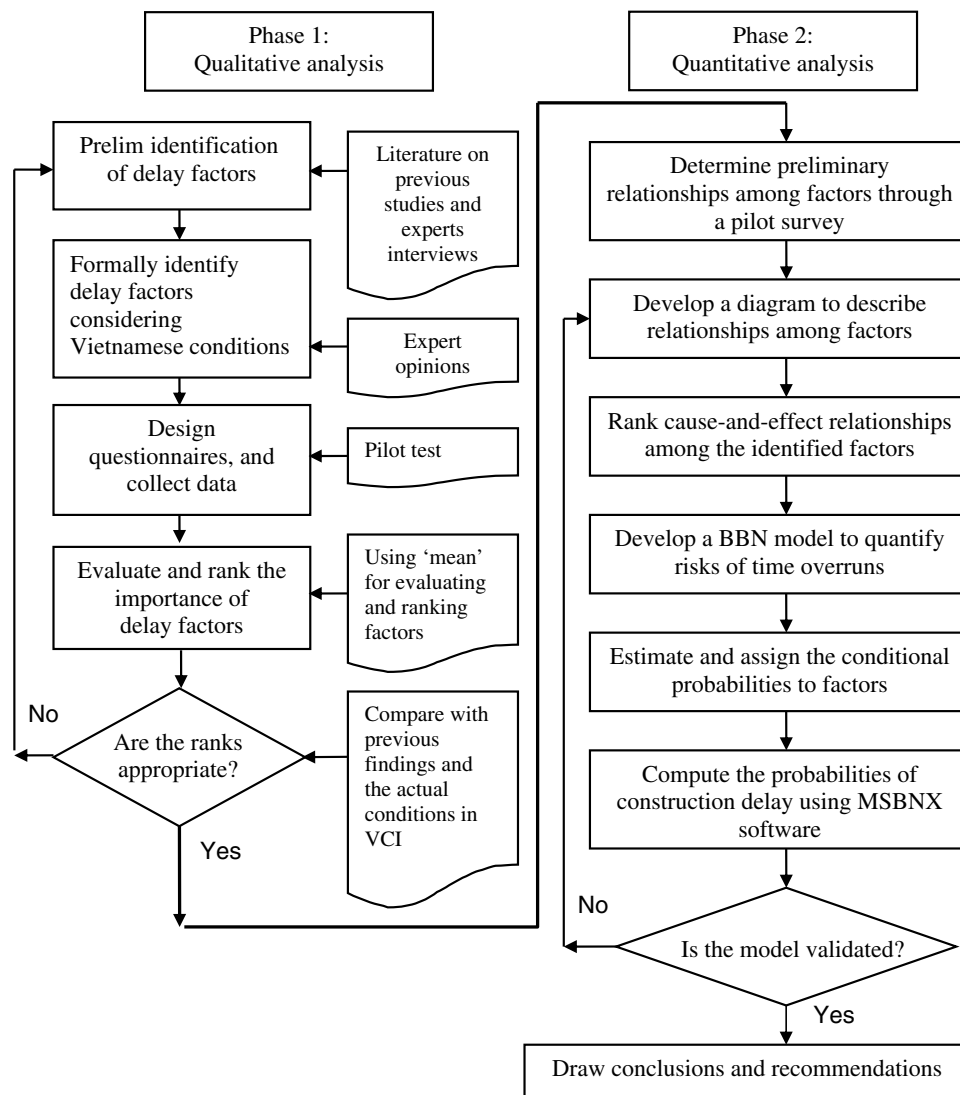 Phase 1:
Qualitative analysis
Prelim identification
of delay factors
Literature on
previous
studies and
experts
interviews
Formally identify
delay factors
considering
Vietnamese conditions
Expert
opinions
Design
questionnaires, and
collect data
Pilot test
Evaluate and rank the
importance of
delay factors
Using ‘mean’
for evaluating
and ranking
factors
No
Are the ranks
appropriate?
Compare with
previous
findings and
the actual
conditions in
VCI
Yes
Phase 2:
Quantitative analysis
Determine preliminary
relationships among factors through
a pilot survey
Develop a diagram to describe
relationships among factors
Rank cause-and-effect relationships
among the identified factors
Develop a BBN model to quantify
risks of time overruns
Estimate and assign the conditional
probabilities to factors
Compute the probabilities of
construction delay using MSBNX
software
No
Is the model validated?
Yes
Draw conclusions and recommendations